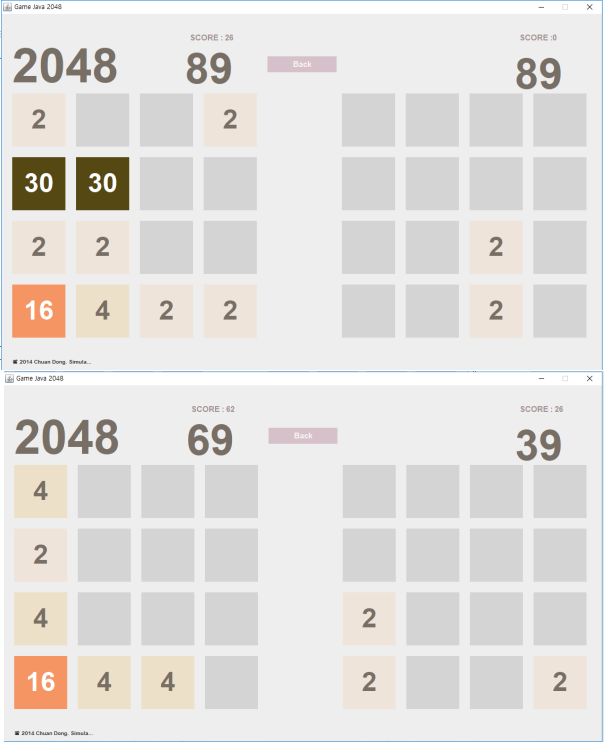 Game Java 2048
SCORE : 26
SCORE :0
2048
89
Back
89
2 2
30 30
2 2 2
16 4 2 2 2
2014 Chuan Dong. Simula...
Game Java 2048
SCORE : 62
SCORE : 26
2048
69
Back
39
4
2
4 2
16 4 4 2 2
2014 Chuan Dong. Simula...